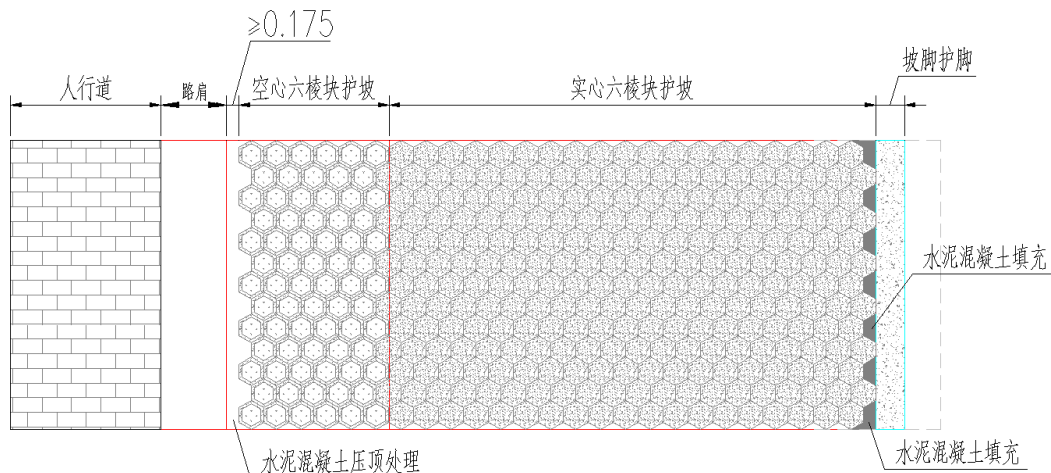 ≥0.175
人行道
路肩
空心六棱块护坡
实心六棱块护坡
坡脚护脚
水泥混凝土填充
水泥混凝土压顶处理
水泥混凝土填充